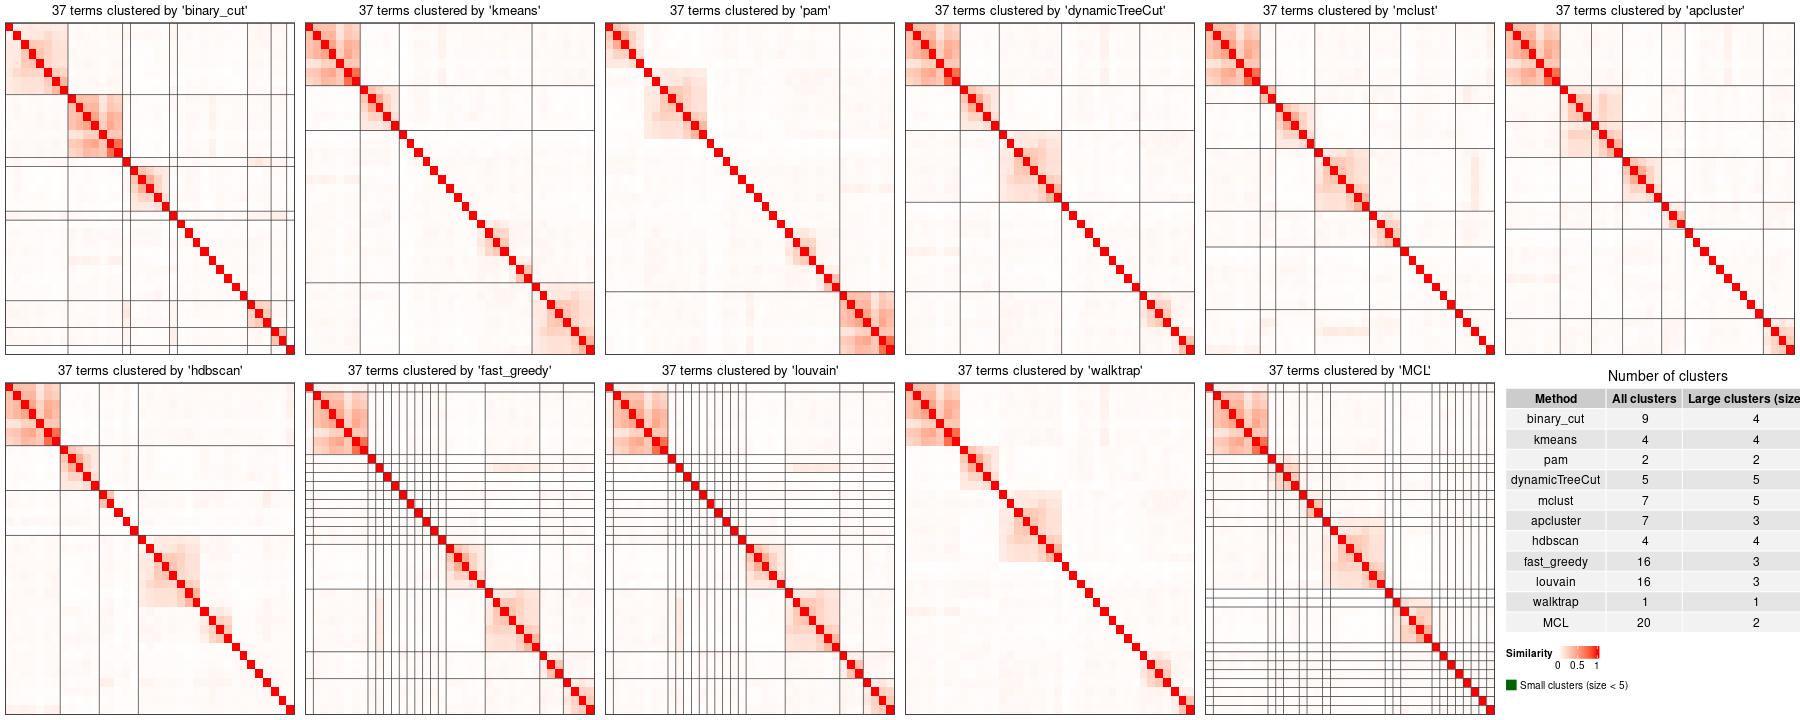 37 terms clustered by 'binary_cut'
37 terms clustered by 'kmeans'
37 terms clustered by 'pam'
37 terms clustered by 'dynamicTreeCut'
37 terms clustered by 'mclust'
37 terms clustered by 'apcluster'
37 terms clustered by 'hdbscan'
37 terms clustered by 'fast_greedy'
37 terms clustered by 'louvain'
37 terms clustered by 'walktrap'
37 terms clustered by 'MCL'
Number of clusters
Method All clusters Large clusters (size
binary_cut 9 4
kmeans 4 4
pam 2 2
dynamicTreeCut 5 5
mclust 7 5
apcluster 7 3
hdbscan 4 4
fast_greedy 16 3
louvain 16 3
walktrap 1 1
MCL 20 2
Similarity
0 0.5 1
Small clusters (size < 5)